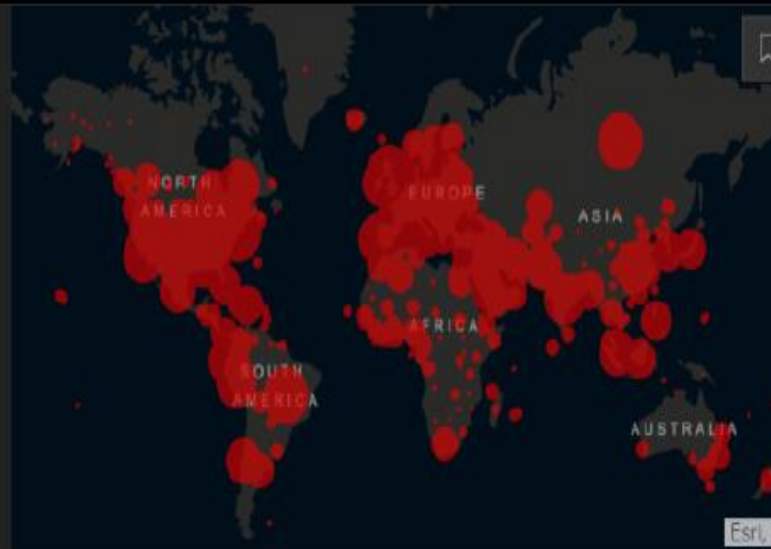 NORTH
AMERICA
EUROPE
ASIA
AFRICA
SOUTH
AMERICA
AUSTRALIA
Esri,